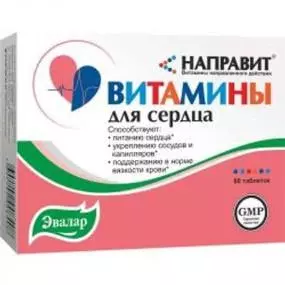 НАПРАВИТ®
Витамины направленного действия
ВИТАМИНЫ
для сердца
Способствуют:
• питанию сердца*
• укреплению сосудов и
капилляров*
• поддержанию в норме
вязкости крови*
60 таблеток
Эвалар
GMP